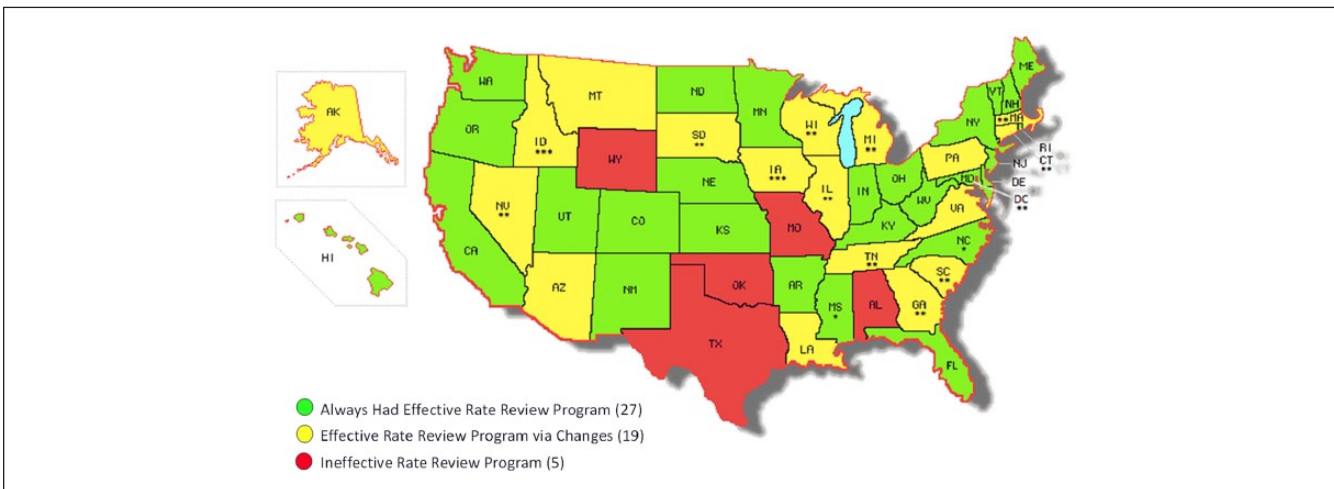 WA
MT
ND
MN
ME
VT
NH
AK
OR
ID
***
WY
SD
**
WI
**
MI
**
NY
** MA
RI
CT
**
NV
**
UT
CO
NE
KS
IA
***
IL
**
IN
OH
PA
NJ
DE
MD
DC
**
WV
VA
KY
MO
CA
HI
AZ
NM
OK
AR
TN
**
NC
*
SC
**
MS
*
AL
GA
**
TX
LA
FL
Always Had Effective Rate Review Program (27)
Effective Rate Review Program via Changes (19)
Ineffective Rate Review Program (5)